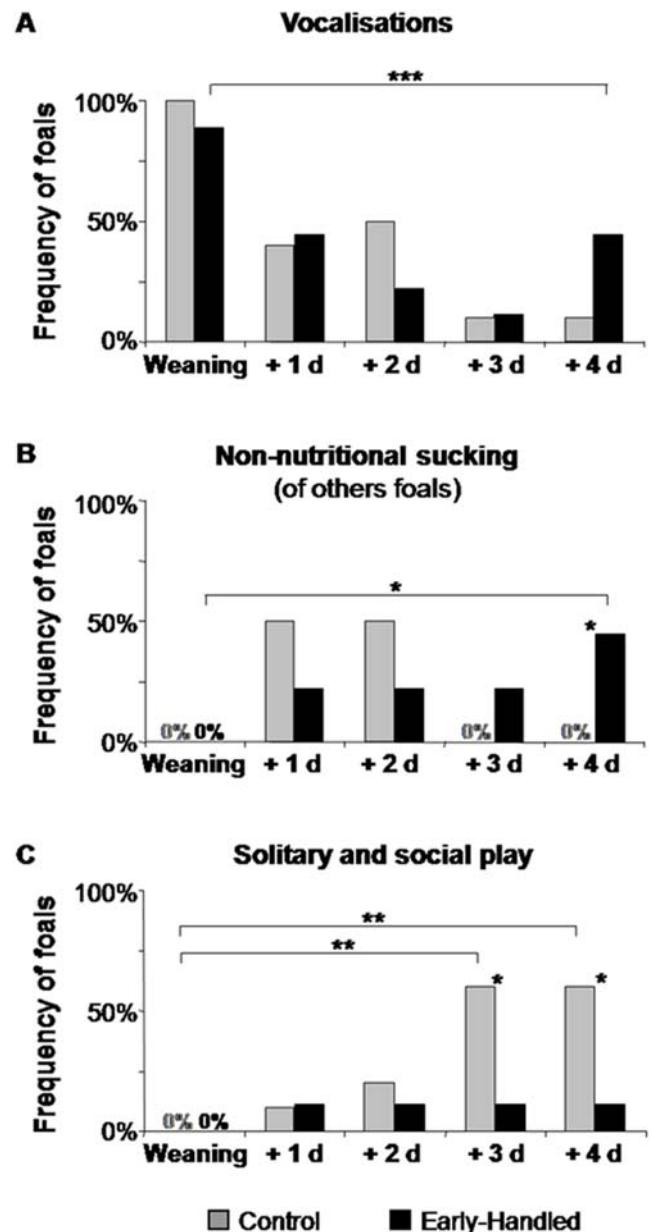 A
Vocalisations
***
100%
50%
0%
Frequency of foals
Weaning + 1 d + 2 d + 3 d + 4 d
B
Non-nutritional sucking
(of others foals)
100%
*
50%
*
0%
0% 0% 0% 0%
Frequency of foals
Weaning + 1 d + 2 d + 3 d + 4 d
C
Solitary and social play
100%
**
**
* *
50%
0% 0%
0%
Frequency of foals
Weaning + 1 d + 2 d + 3 d + 4 d
Control Early-Handled